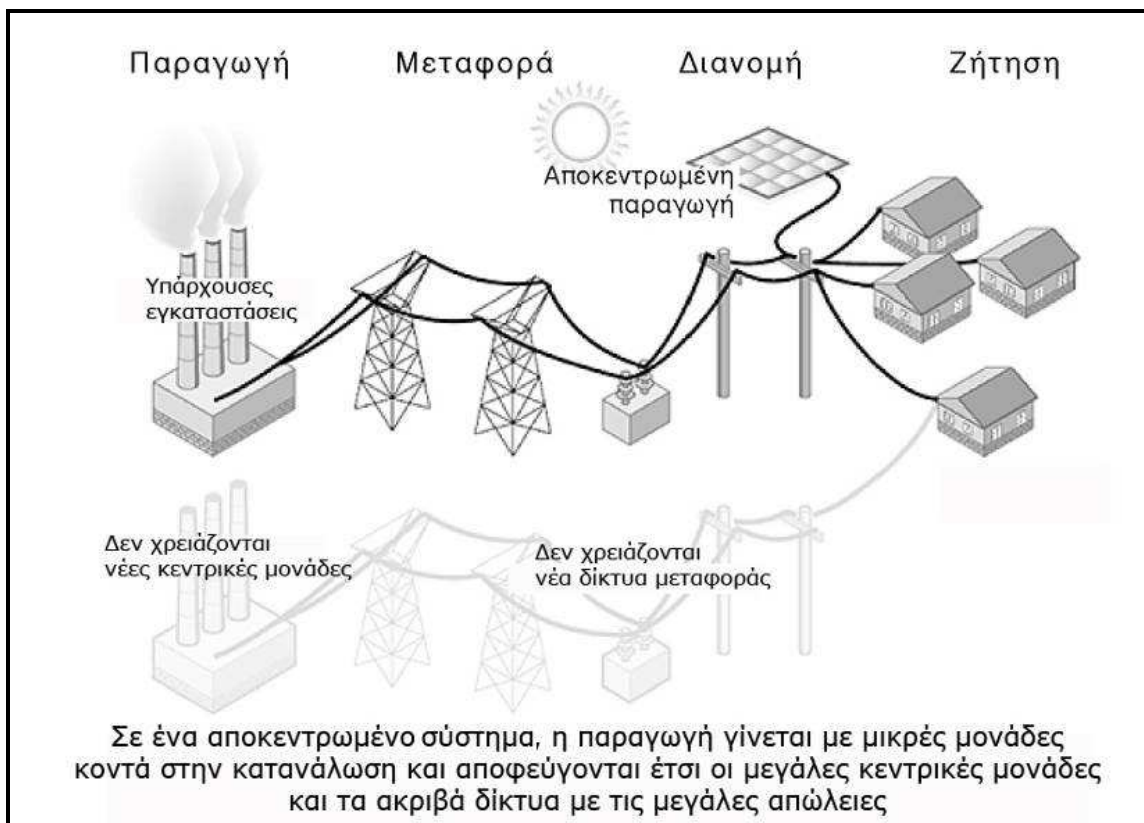 Παραγωγή Μεταφορά Διανομή Ζήτηση
Αποκεντρωμένη
παραγωγή
Υπάρχουσες
εγκαταστάσεις
Δεν χρειάζονται
νέες κεντρικές μονάδες
Δεν χρειάζονται
νέα δίκτυα μεταφοράς
Σε ένα αποκεντρωμένο σύστημα, η παραγωγή γίνεται με μικρές μονάδες
κοντά στην κατανάλωση και αποφεύγονται έτσι οι μεγάλες κεντρικές μονάδες
και τα ακριβά δίκτυα με τις μεγάλες απώλειες